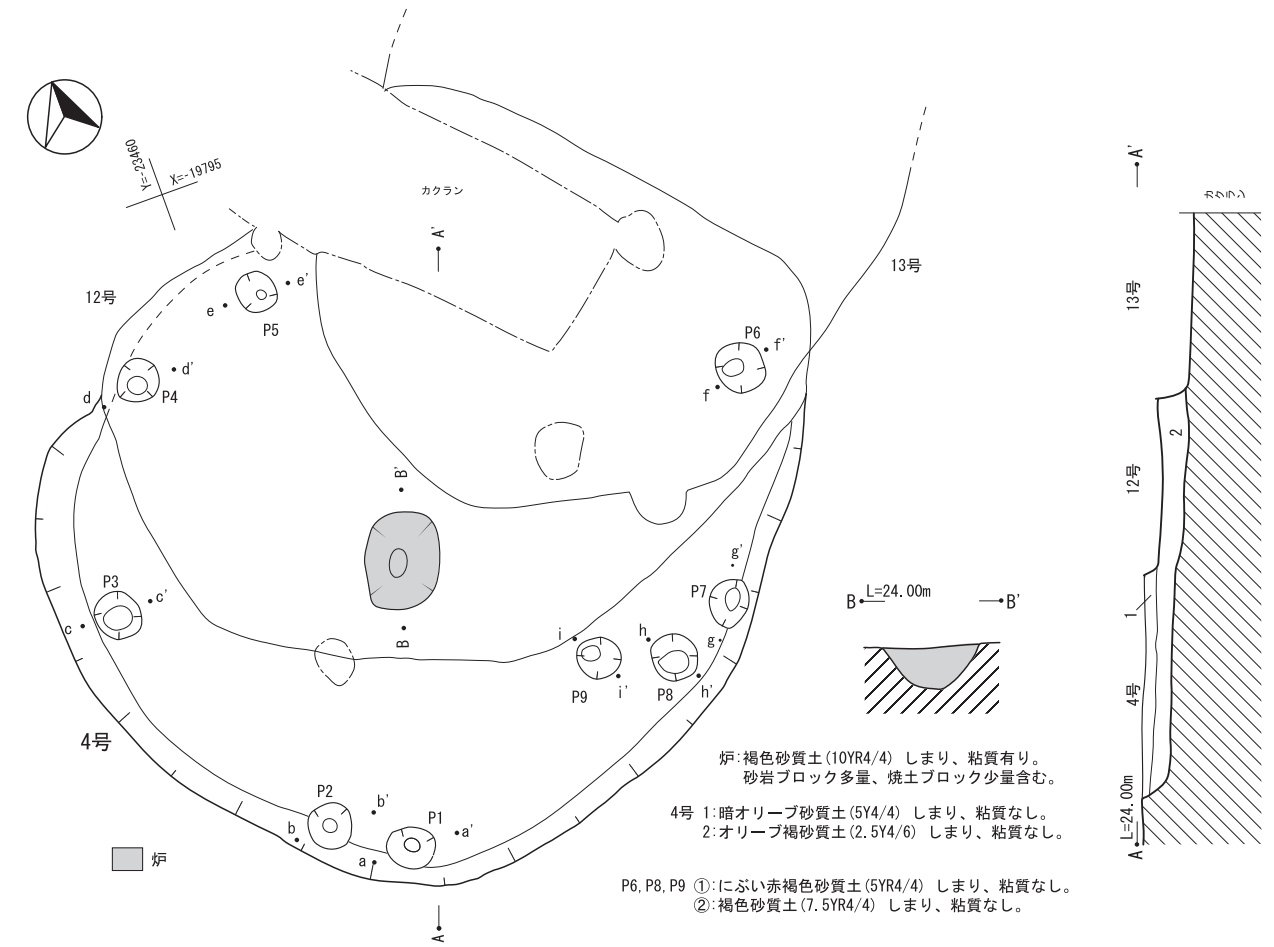 Y=-23460
X=-19795
カクラン
A'
13号
12号
e'
e
P5
P6
f'
f
d'
d
P4
B'
P3
c'
c
B
g'
P7
g
i
h
P9
i'
P8
h'
4号
P2
b'
b
P1
a'
a
A
炉
B
L=24.00m
B'
炉:褐色砂質土(10YR4/4) しまり、粘質有り。
砂岩ブロック多量、焼土ブロック少量含む。
4号 1:暗オリーブ砂質土(5Y4/4) しまり、粘質なし。
2:オリーブ褐砂質土(2.5Y4/6) しまり、粘質なし。
P6,P8,P9 ①:にぶい赤褐色砂質土(5YR4/4) しまり、粘質なし。
②:褐色砂質土(7.5YR4/4) しまり、粘質なし。
A'
カクラン
13号
2
12号
1
4号
L=24.00m
A